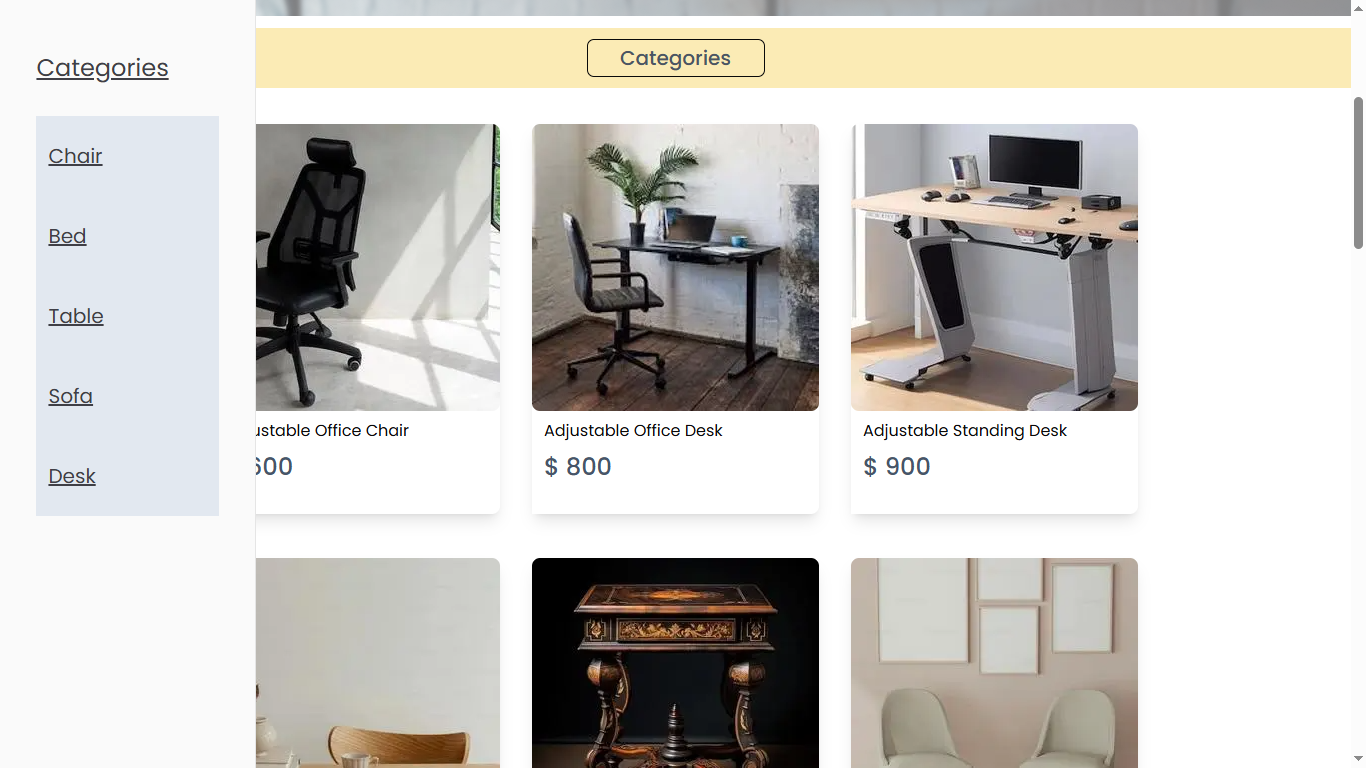 Categories
Categories
Chair
Bed
Table
Sofa
Desk
ustable Office Chair
600
Adjustable Office Desk
$ 800
Adjustable Standing Desk
$ 900